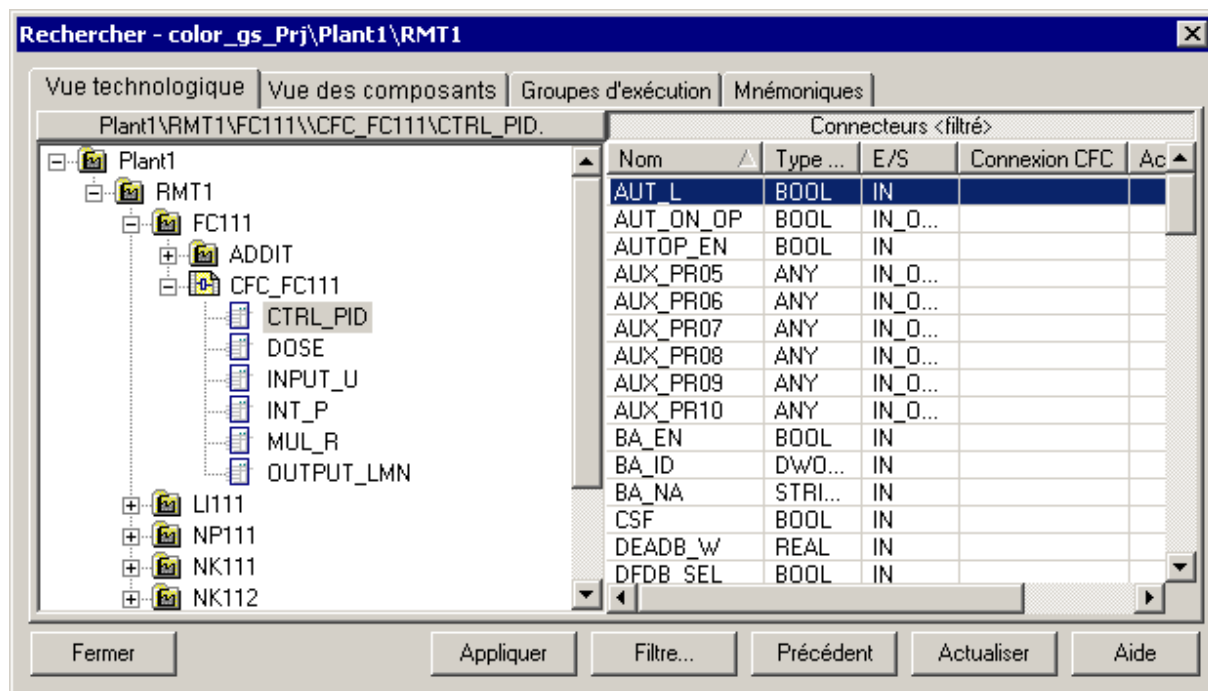 Rechercher - color_gs_Prj\Plant1\RMT1
Vue technologique Vue des composants Groupes d'exécution Mnémoniques
Plant1\RMT1\FC111\\CFC_FC111\CTRL_PID. Connecteurs <filtré>
Plant1 Nom Type ... E/S Connexion CFC Ac
RMT1 AUT_L BOOL IN
FC111 AUT_ON_OP BOOL IN_O...
AUTOP_EN BOOL IN
ADDIT AUX_PR05 ANY IN_O...
CFC_FC111 AUX_PR06 ANY IN_O...
CTRL_PID AUX_PR07 ANY IN_O...
DOSE AUX_PR08 ANY IN_O...
INPUT_U AUX_PR09 ANY IN_O...
INT_P AUX_PR10 ANY IN_O...
MUL_R BA_EN BOOL IN
OUTPUT_LMN BA_ID DWO... IN
BA_NA STRI... IN
LI111 CSF BOOL IN
NP111 DEADB_W REAL IN
NK111 DFDB_SEL BOOL IN
NK112
Fermer Appliquer Filtre... Précédent Actualiser Aide